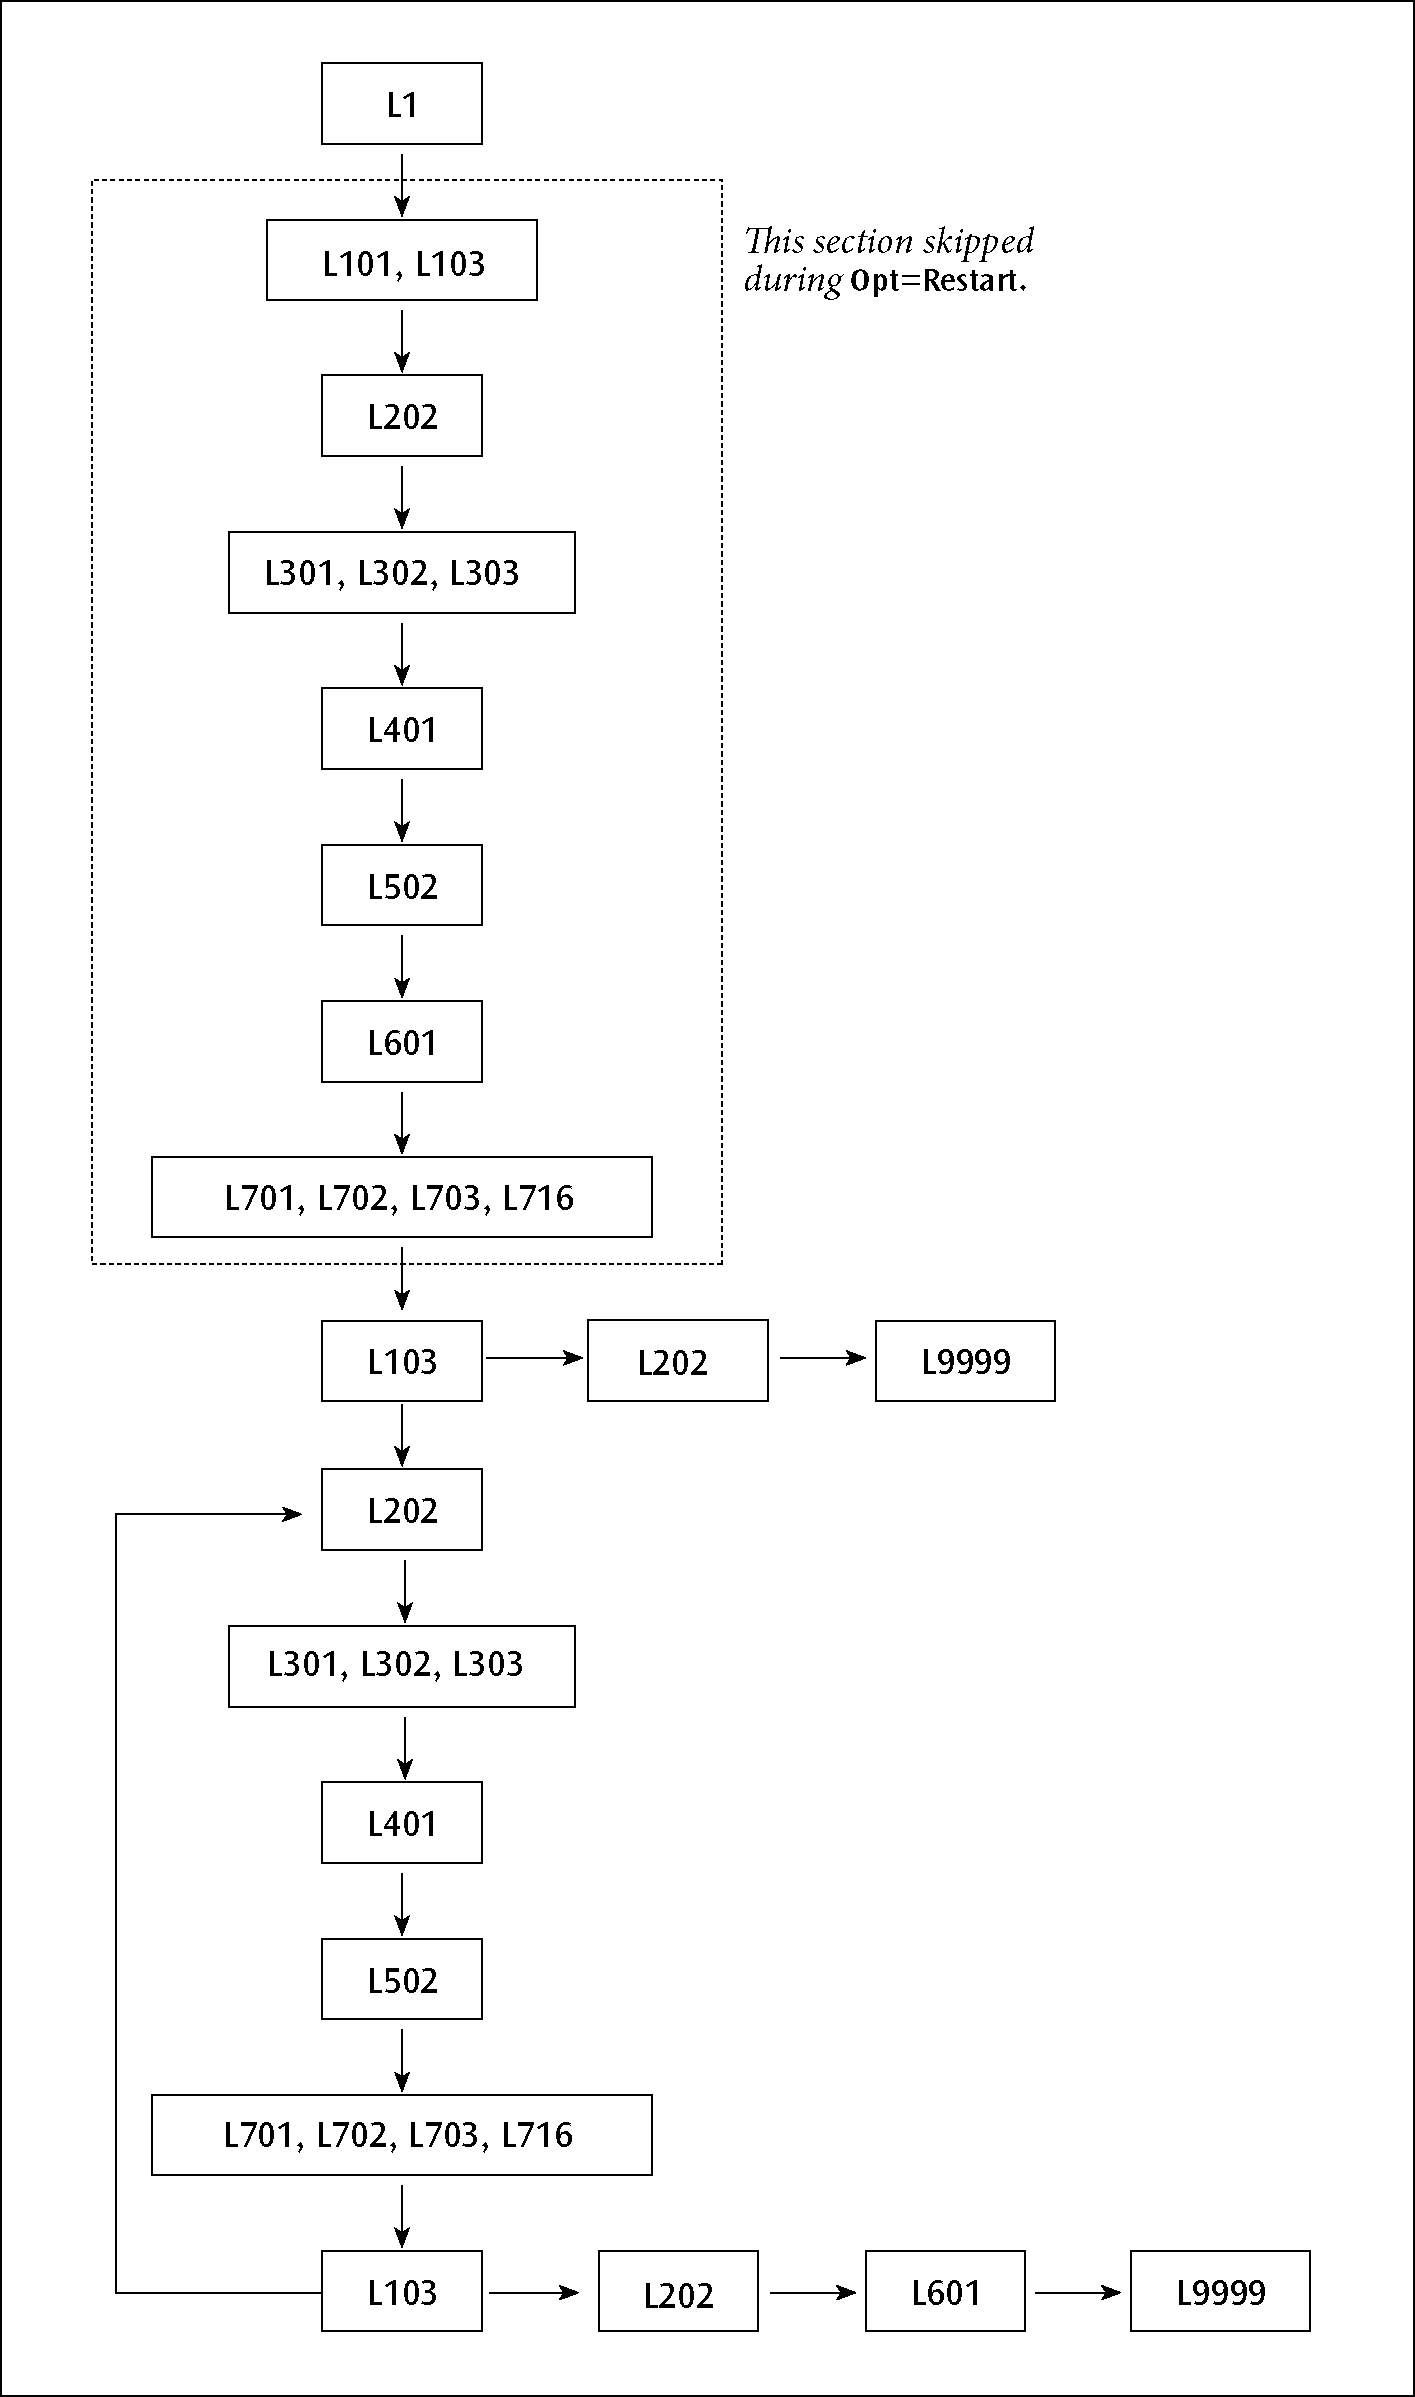 L1
L101, L103
This section skipped
during Opt=Restart.
L202
L301, L302, L303
L401
L502
L601
L701, L702, L703, L716
L103
L202
L9999
L202
L301, L302, L303
L401
L502
L701, L702, L703, L716
L103
L202
L601
L9999